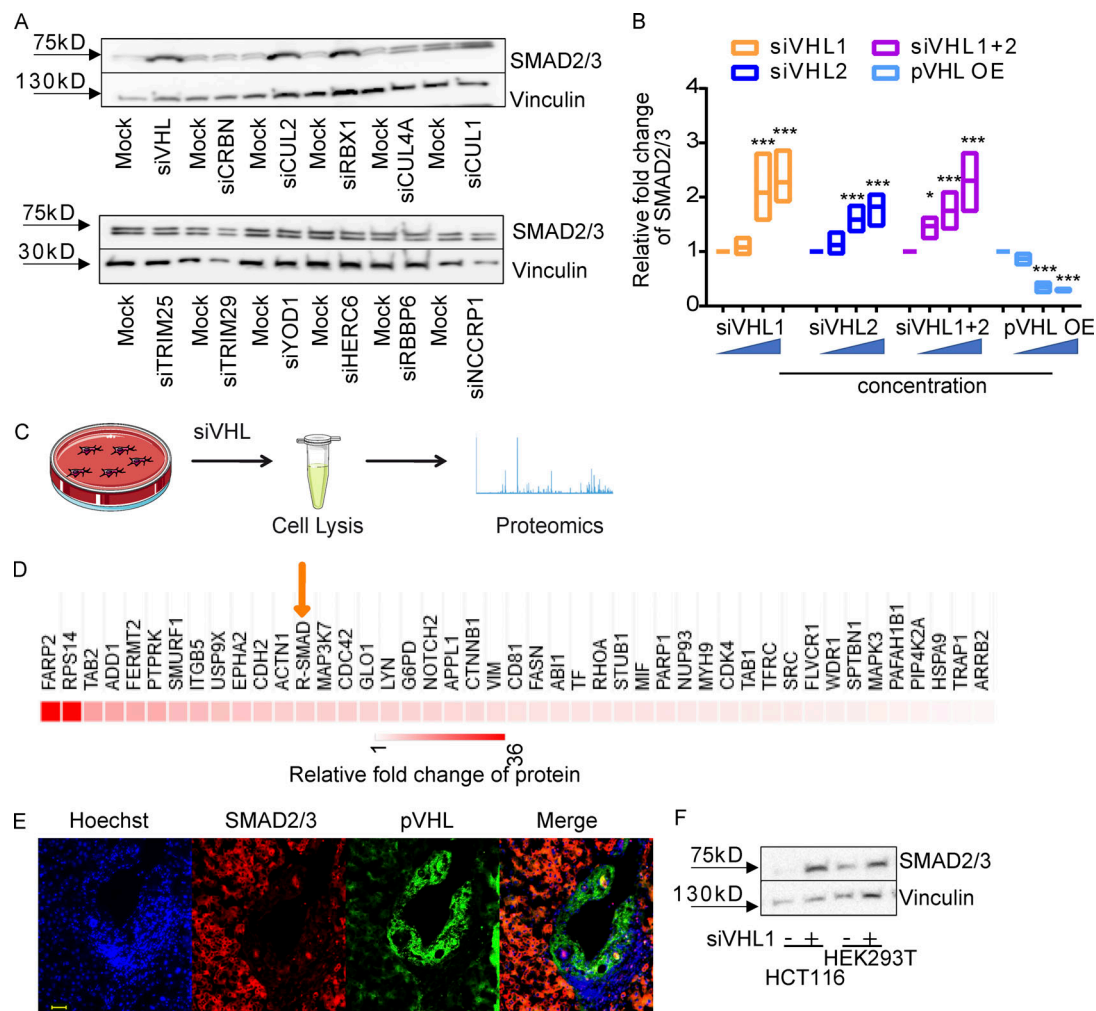 A
75kD
SMAD2/3
130kD
Vinculin
Mock
siVHL
Mock
siCRBN
Mock
siCUL2
Mock
siRBX1
Mock
siCUL4A
Mock
siCUL1
75kD
SMAD2/3
30kD
Vinculin
Mock
siTRIM25
Mock
siTRIM29
Mock
siYOD1
Mock
siHERC6
Mock
siRBBP6
Mock
siNCCRP1
B
siVHL1 siVHL1+2
siVHL2 pVHL OE
Relative fold change
of SMAD2/3
4
3
2
1
0
*** ***
*** ***
* *** ***
*** ***
siVHL1 siVHL2 siVHL1+2 pVHL OE
concentration
C
siVHL
Cell Lysis
Proteomics
D
FARP2
RPS14
TAB2
ADD1
FERMT2
PTPRK
SMURF1
ITGB5
USP9X
EPHA2
CDH2
ACTN1
R-SMAD
MAP3K7
CDC42
GLO1
LYN
G6PD
NOTCH2
APPL1
CTNNB1
VIM
CD81
FASN
ABI1
TF
RHOA
STUB1
MIF
PARP1
NUP93
MYH9
CDK4
TAB1
TFRC
SRC
FLVCR1
WDR1
SPTBN1
MAPK3
PAFAH1B1
PIP4K2A
HSPA9
TRAP1
ARRB2
1
36
Relative fold change of protein
E
Hoechst SMAD2/3 pVHL Merge
F
75kD
SMAD2/3
130kD
Vinculin
siVHL1 - + - +
HCT116
HEK293T